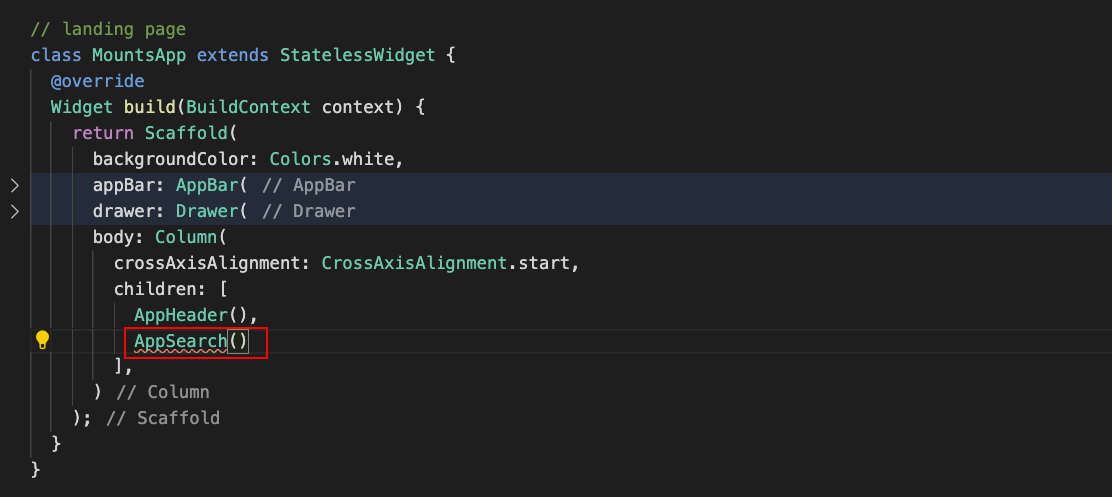 // landing page
class MountsApp extends StatelessWidget {
  @override
  Widget build(BuildContext context) {
    return Scaffold(
      backgroundColor: Colors.white,
      appBar: AppBar( // AppBar
      drawer: Drawer( // Drawer
      body: Column(
        crossAxisAlignment: CrossAxisAlignment.start,
        children: [
          AppHeader(),
          AppSearch()
        ],
      ) // Column
    ); // Scaffold
  }
}